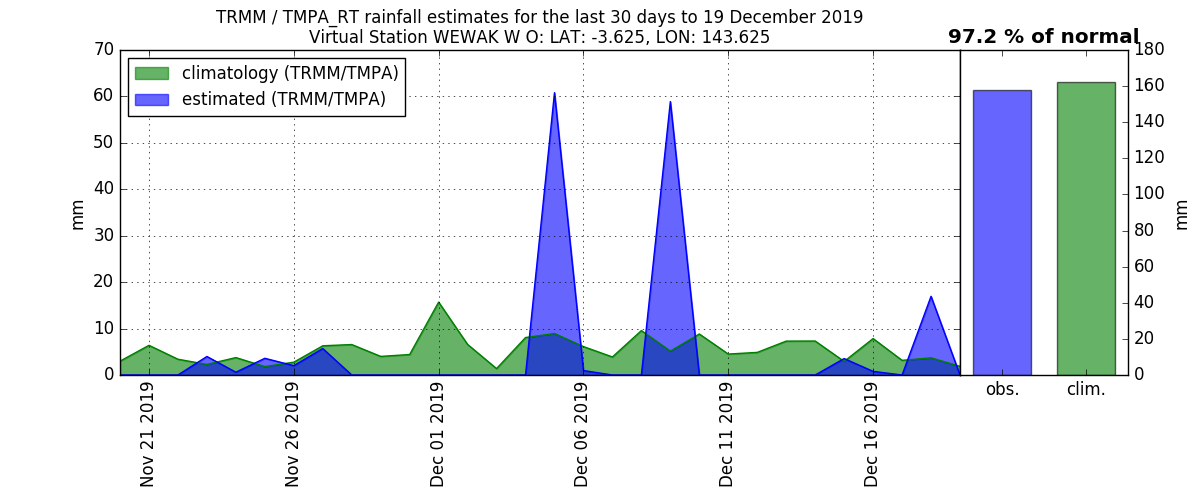 TRMM / TMPA_RT rainfall estimates for the last 30 days to 19 December 2019
Virtual Station WEWAK W O: LAT: -3.625, LON: 143.625
97.2 % of normal
climatology (TRMM/TMPA)
estimated (TRMM/TMPA)
70
60
50
40
30
20
10
0
mm
Nov 21 2019
Nov 26 2019
Dec 01 2019
Dec 06 2019
Dec 11 2019
Dec 16 2019
obs.
clim.
180
160
140
120
100
80
60
40
20
0
mm